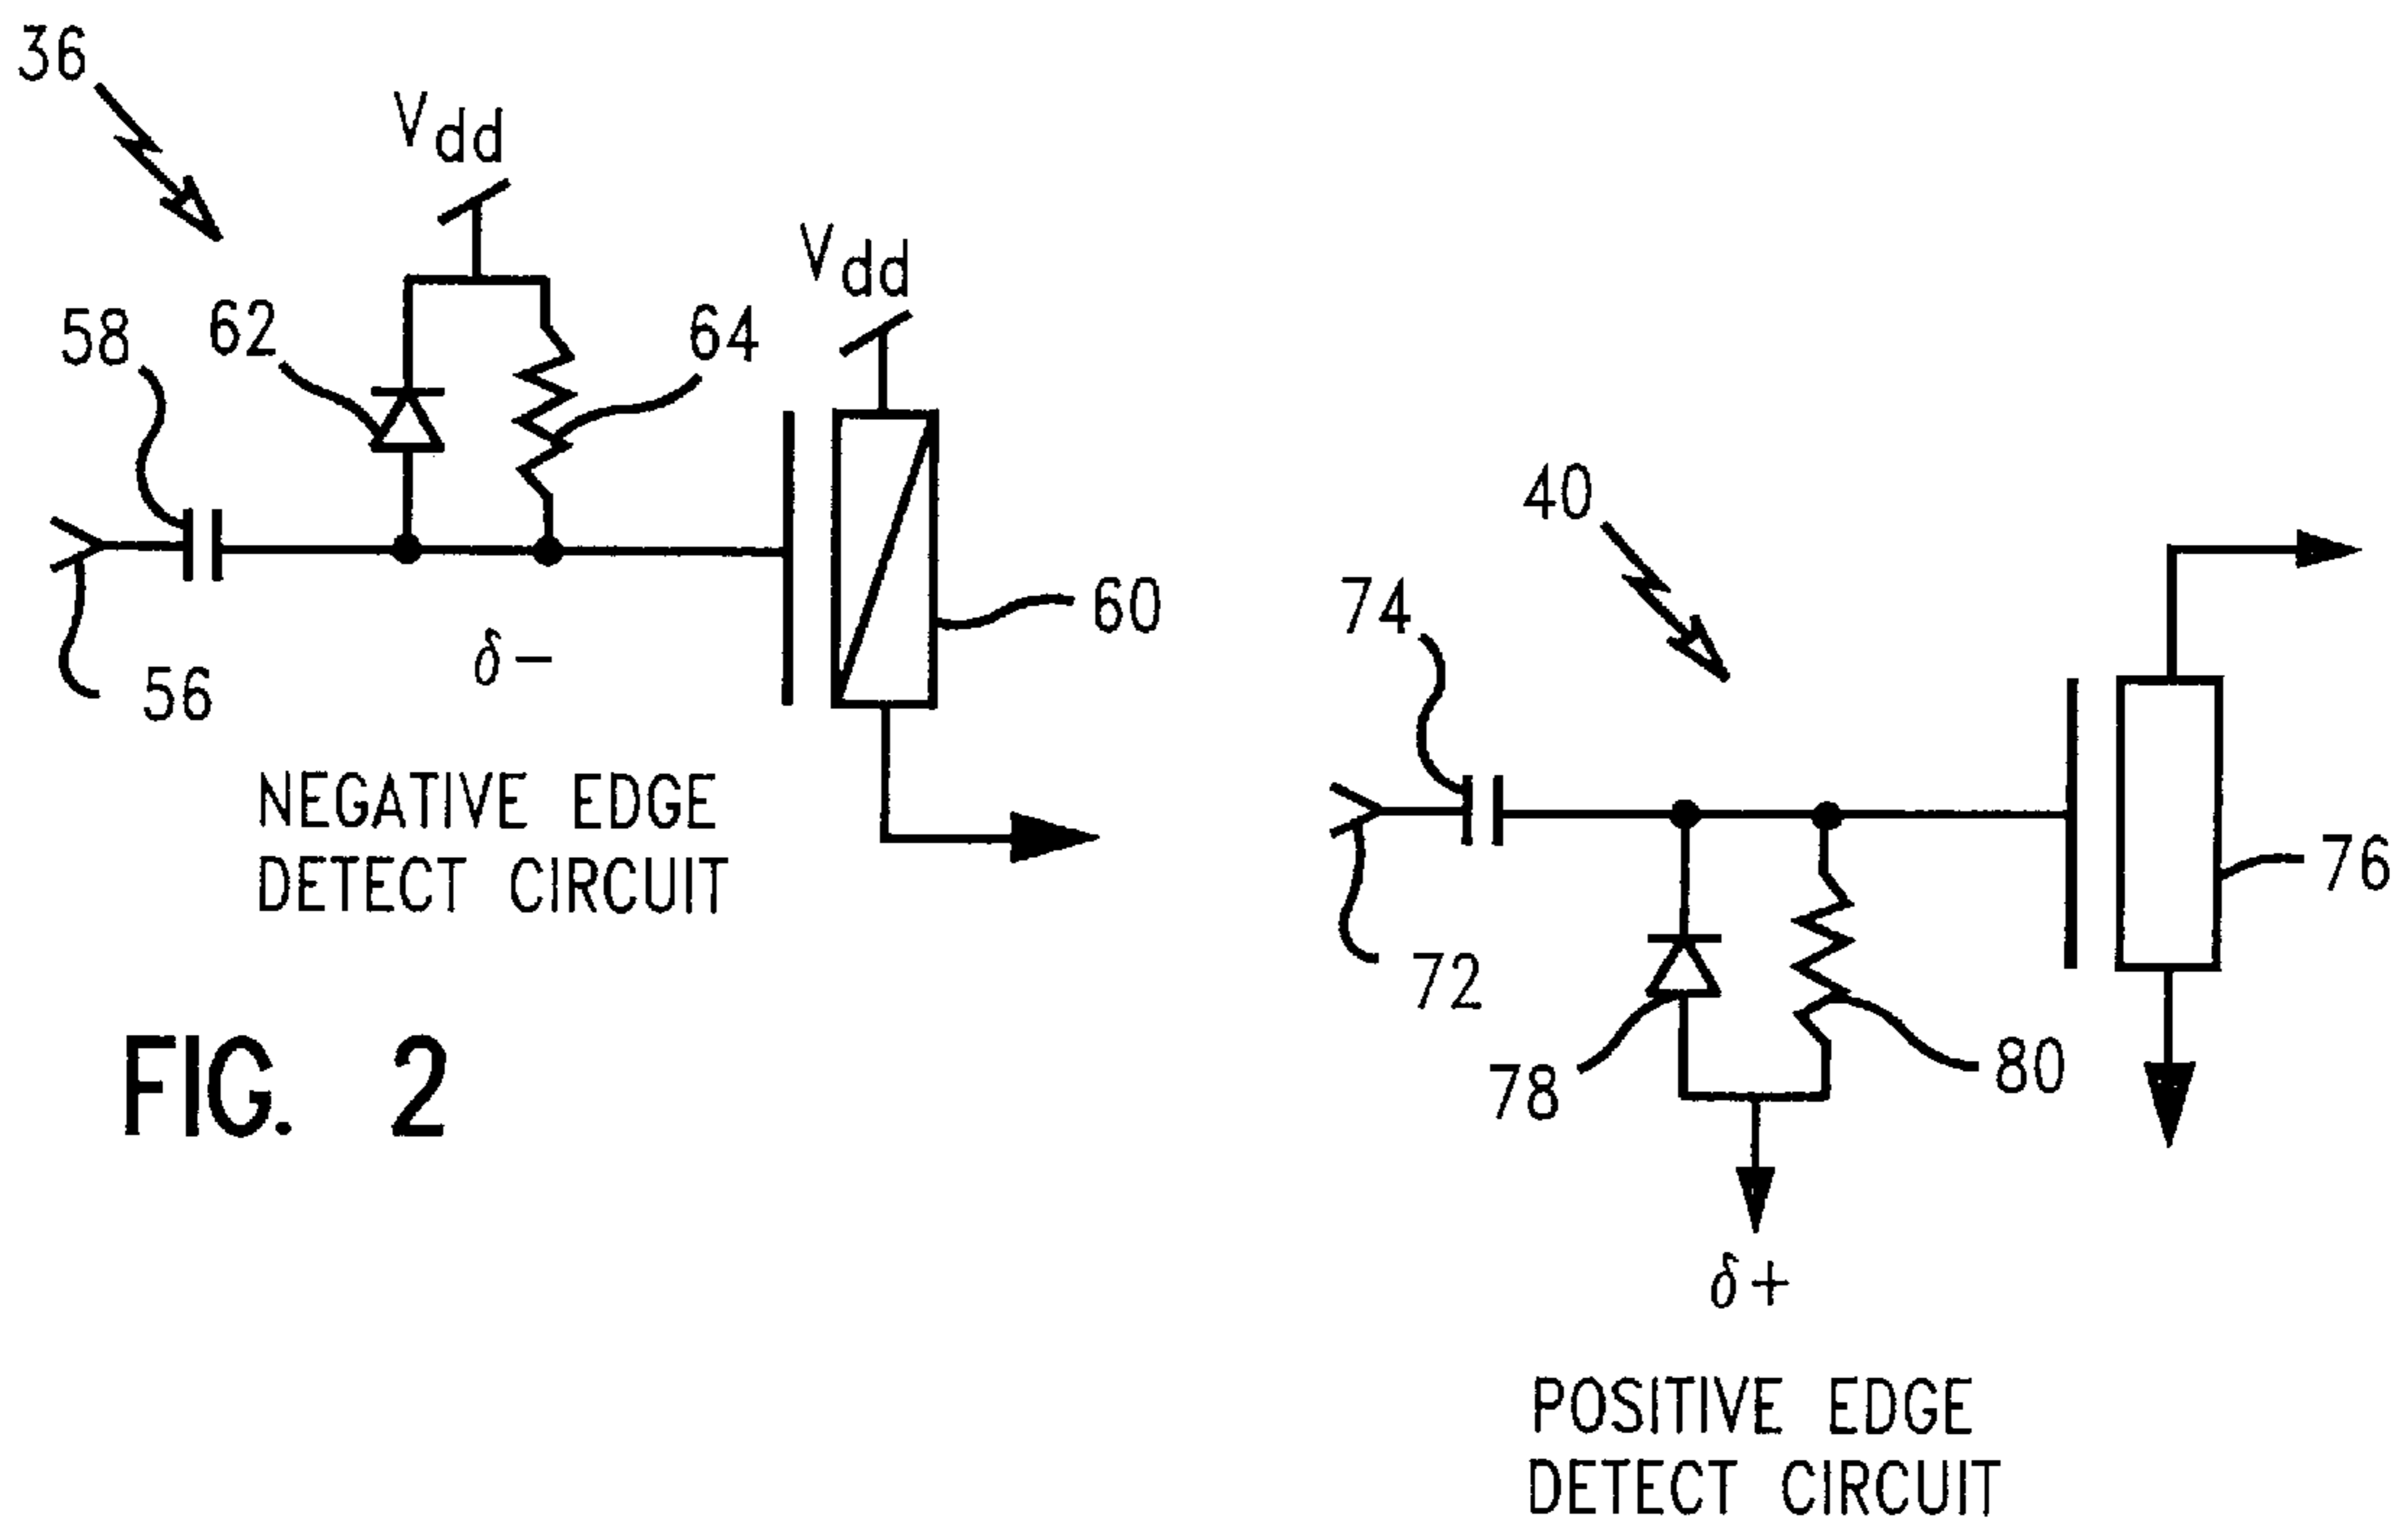 36
Vdd
Vdd
58
62
64
60
56
δ−
NEGATIVE EDGE
DETECT CIRCUIT
FIG. 2
40
74
76
72
78
80
δ+
POSITIVE EDGE
DETECT CIRCUIT